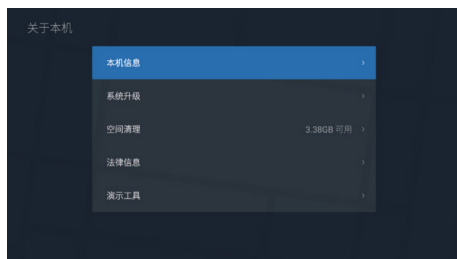 关于本机
本机信息
系统升级
空间清理 3.38GB 可用
法律信息
演示工具